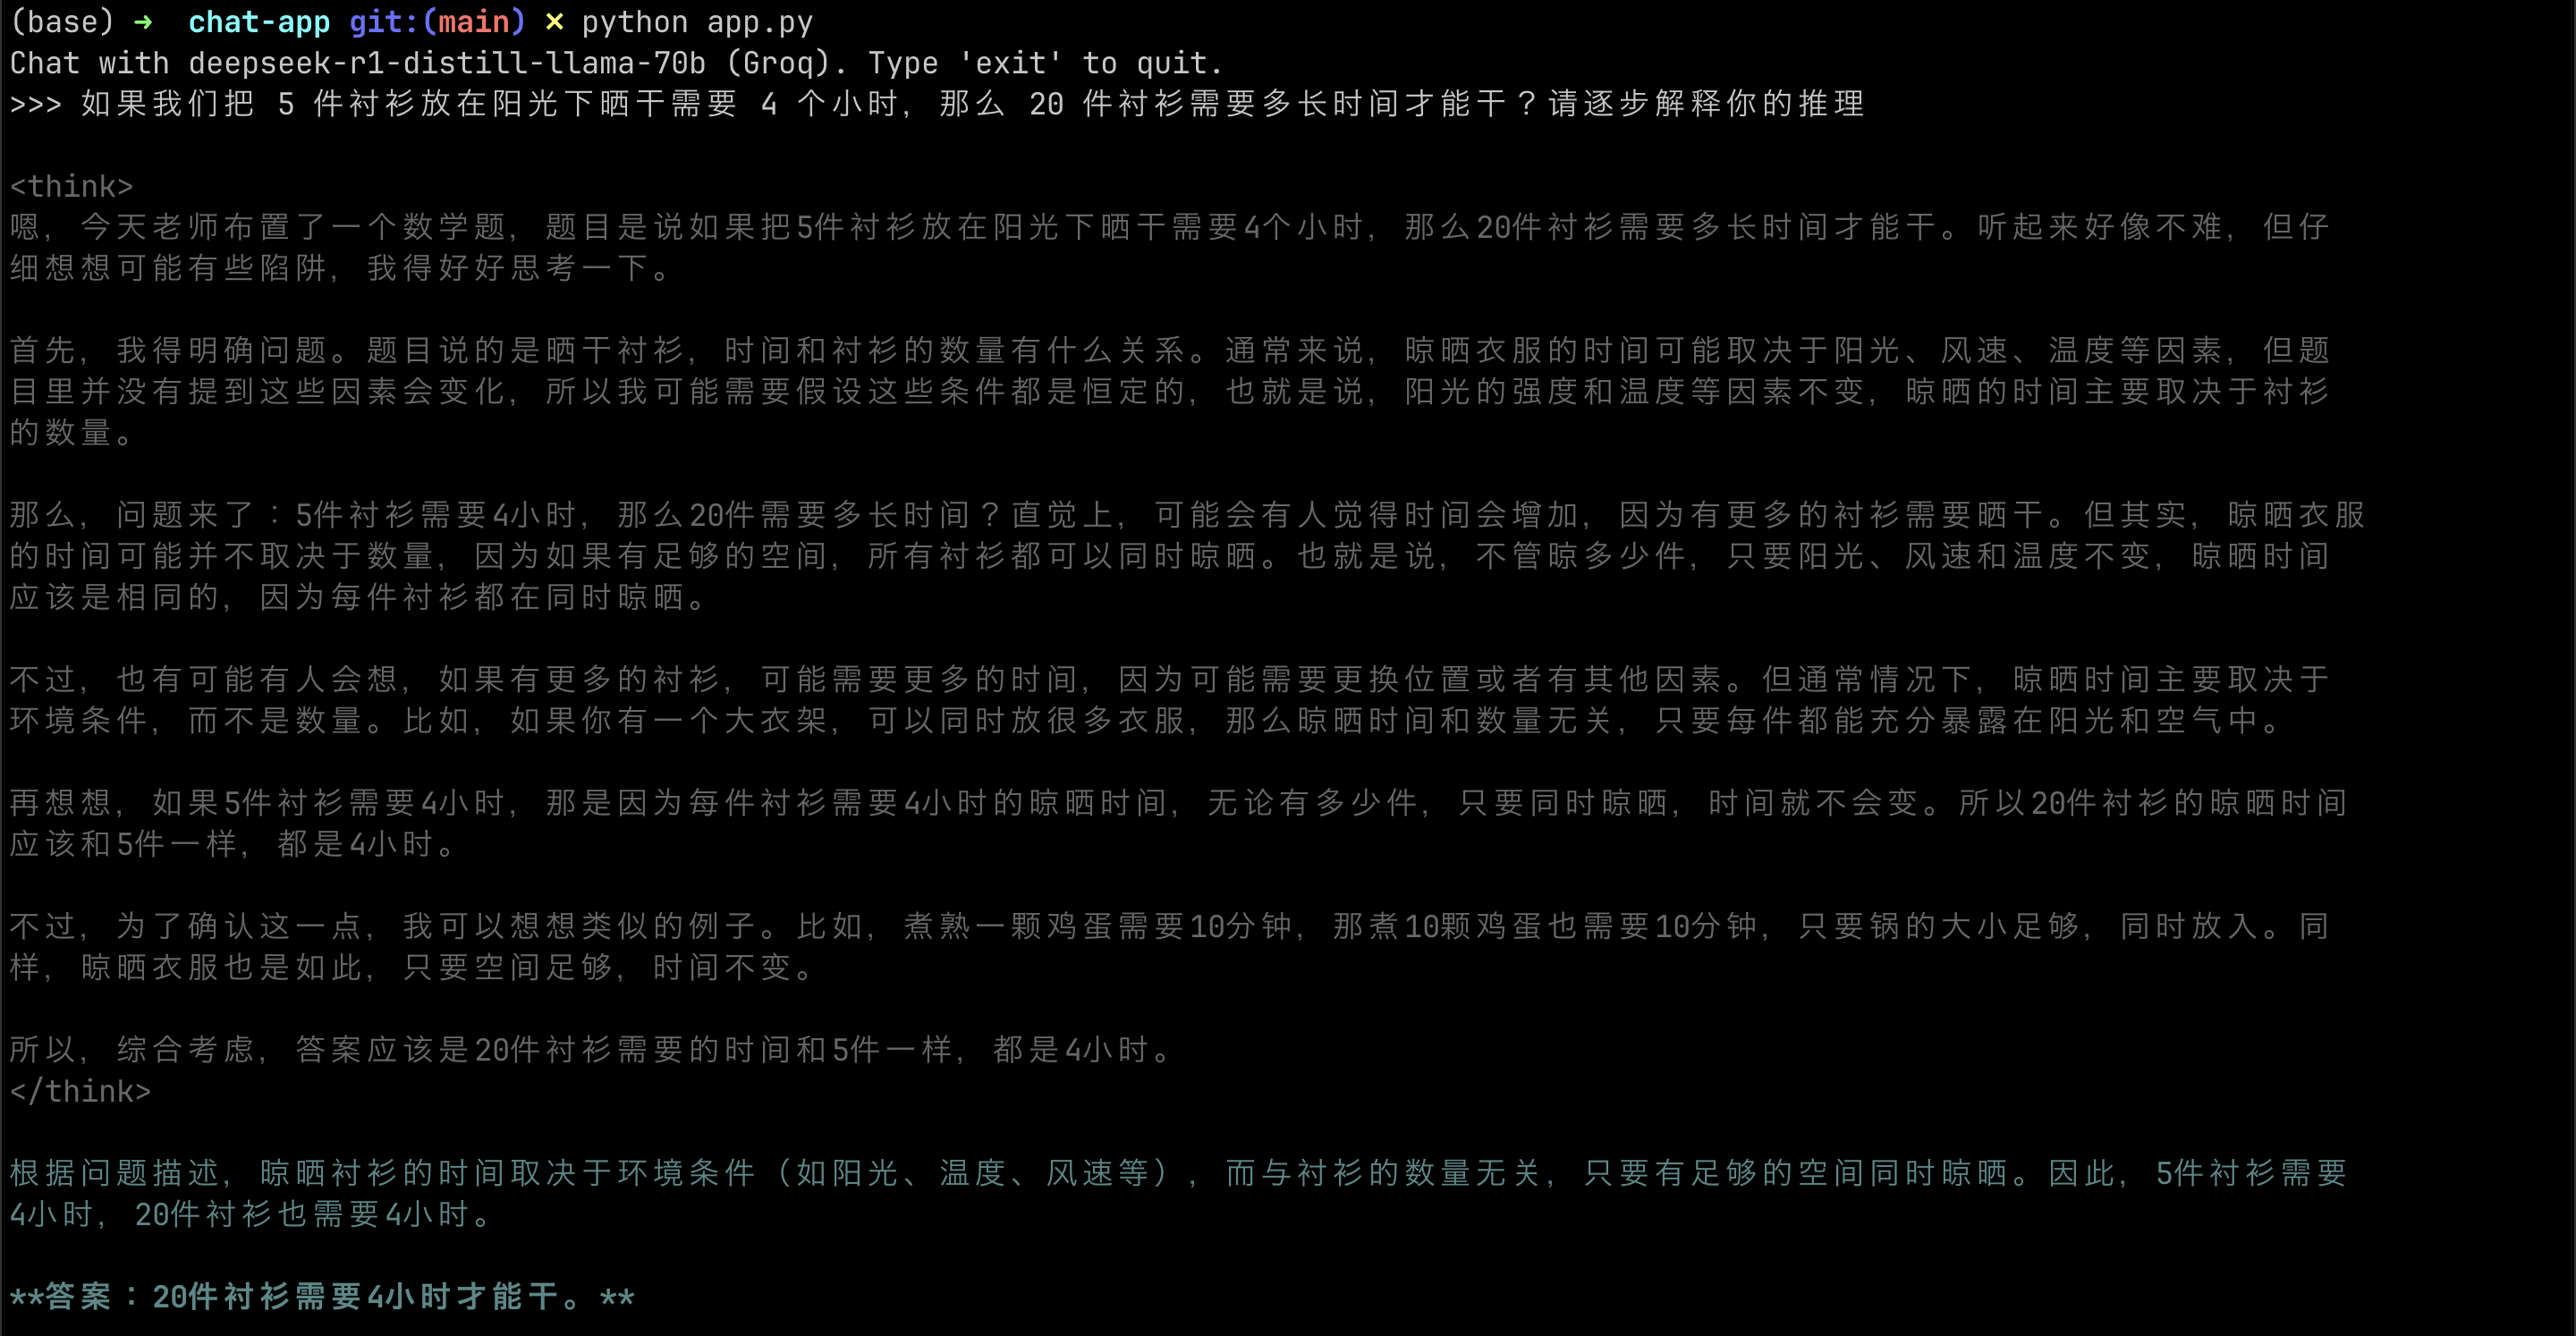 (base) ➜  chat-app git:(main) ✗ python app.py
Chat with deepseek-r1-distill-llama-70b (Groq). Type 'exit' to quit.
>>> 如果我们把 5 件衬衫放在阳光下晒干需要 4 个小时，那么 20 件衬衫需要多长时间才能干？请逐步解释你的推理
<think>
嗯，今天老师布置了一个数学题，题目是说如果把5件衬衫放在阳光下晒干需要4个小时，那么20件衬衫需要多长时间才能干。听起来好像不难，但仔
细想想可能有些陷阱，我得好好思考一下。
首先，我得明确问题。题目说的是晒干衬衫，时间和衬衫的数量有什么关系。通常来说，晾晒衣服的时间可能取决于阳光、风速、温度等因素，但题
目里并没有提到这些因素会变化，所以我可能需要假设这些条件都是恒定的，也就是说，阳光的强度和温度等因素不变，晾晒的时间主要取决于衬衫
的数量。
那么，问题来了：5件衬衫需要4小时，那么20件需要多长时间？直觉上，可能会有人觉得时间会增加，因为有更多的衬衫需要晒干。但其实，晾晒衣服
的时间可能并不取决于数量，因为如果有足够的空间，所有衬衫都可以同时晾晒。也就是说，不管晾多少件，只要阳光、风速和温度不变，晾晒时间
应该是相同的，因为每件衬衫都在同时晾晒。
不过，也有可能有人会想，如果有更多的衬衫，可能需要更多的时间，因为可能需要更换位置或者有其他因素。但通常情况下，晾晒时间主要取决于
环境条件，而不是数量。比如，如果你有一个大衣架，可以同时放很多衣服，那么晾晒时间和数量无关，只要每件都能充分暴露在阳光和空气中。
再想想，如果5件衬衫需要4小时，那是因为每件衬衫需要4小时的晾晒时间，无论有多少件，只要同时晾晒，时间就不会变。所以20件衬衫的晾晒时间
应该和5件一样，都是4小时。
不过，为了确认这一点，我可以想想类似的例子。比如，煮熟一颗鸡蛋需要10分钟，那煮10颗鸡蛋也需要10分钟，只要锅的大小足够，同时放入。同
样，晾晒衣服也是如此，只要空间足够，时间不变。
所以，综合考虑，答案应该是20件衬衫需要的时间和5件一样，都是4小时。
</think>
根据问题描述，晾晒衬衫的时间取决于环境条件（如阳光、温度、风速等），而与衬衫的数量无关，只要有足够的空间同时晾晒。因此，5件衬衫需要
4小时，20件衬衫也需要4小时。
**答案：20件衬衫需要4小时才能干。**